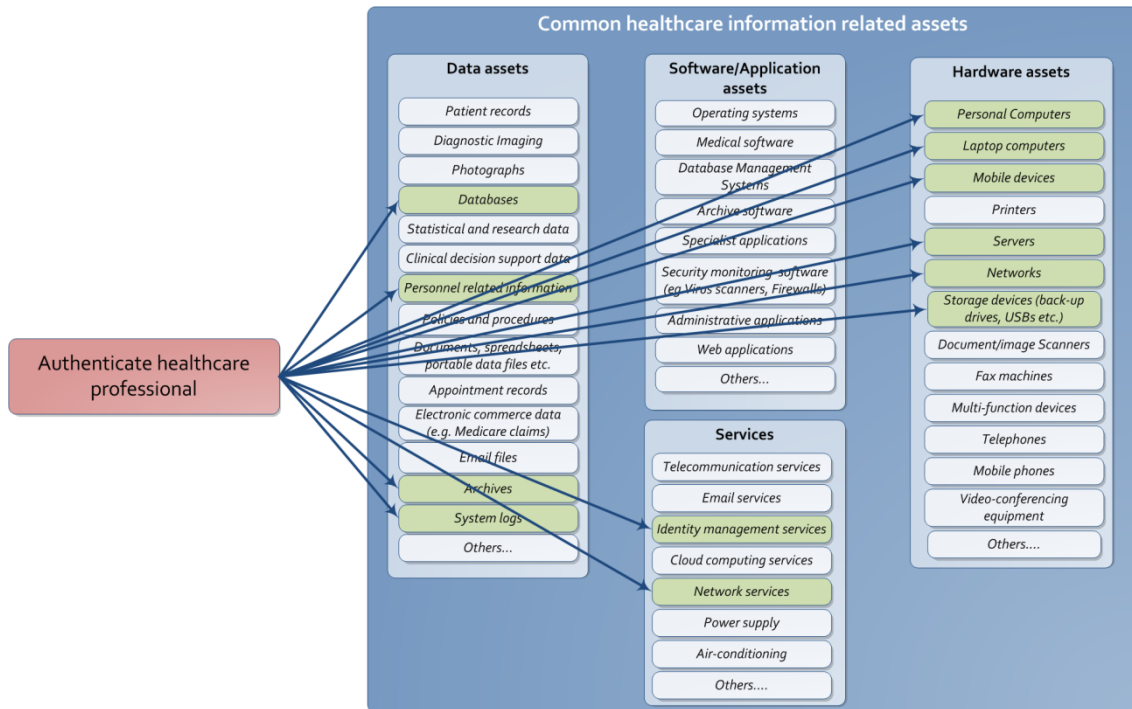 Common healthcare information related assets
Authenticate healthcare
professional
Data assets
Patient records
Diagnostic Imaging
Photographs
Databases
Statistical and research data
Clinical decision support data
Personnel related information
Policies and procedures
Documents, spreadsheets,
portable data files etc.
Appointment records
Electronic commerce data
(e.g. Medicare claims)
Email files
Archives
System logs
Others...
Software/Application
assets
Operating systems
Medical software
Database Management
Systems
Archive software
Specialist applications
Security monitoring software
(eg Virus scanners, Firewalls)
Administrative applications
Web applications
Others...
Services
Telecommunication services
Email services
Identity management services
Cloud computing services
Network services
Power supply
Air-conditioning
Others....
Hardware assets
Personal Computers
Laptop computers
Mobile devices
Printers
Servers
Networks
Storage devices (back-up
drives, USBs etc.)
Document/image Scanners
Fax machines
Multi-function devices
Telephones
Mobile phones
Video-conferencing
equipment
Others....